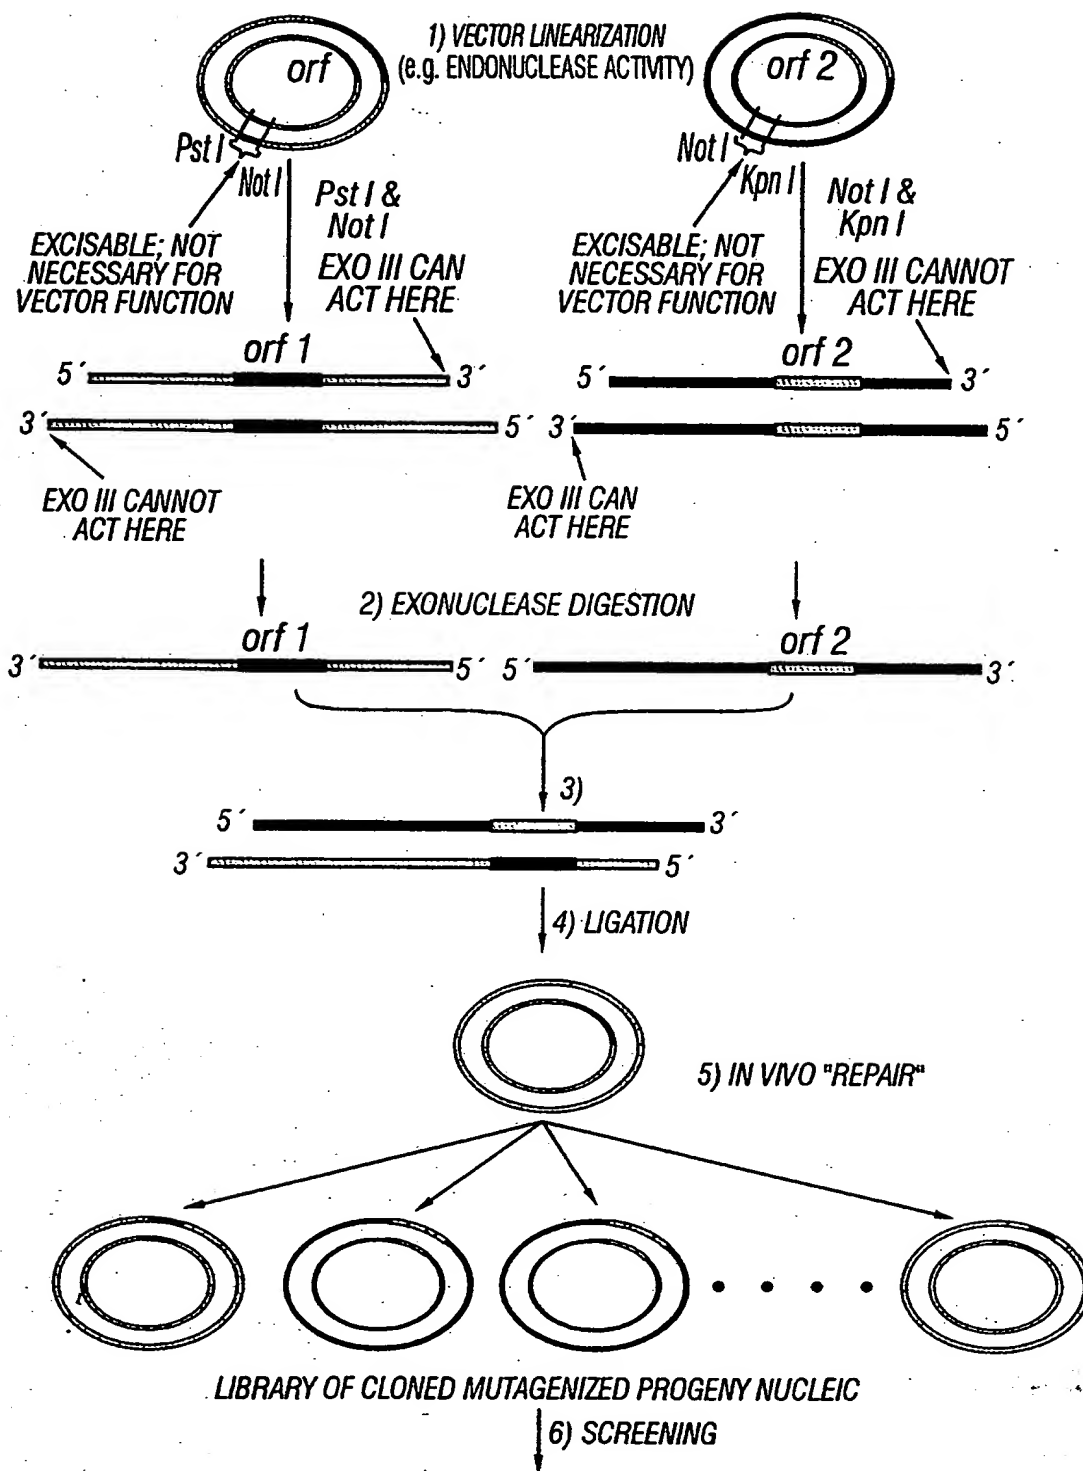 1) VECTOR LINEARIZATION
(e.g. ENDONUCLEASE ACTIVITY)
orf
orf 2
Pst I
Not I
Not I
Kpn I
Pst I &
Not I
Not I &
Kpn I
EXCISABLE; NOT
NECESSARY FOR
VECTOR FUNCTION
EXO III CAN
ACT HERE
EXCISABLE; NOT
NECESSARY FOR
VECTOR FUNCTION
EXO III CANNOT
ACT HERE
orf 1
orf 2
5´ 3´
5´ 3´
3´ 5´
3´ 5´
EXO III CANNOT
ACT HERE
EXO III CAN
ACT HERE
2) EXONUCLEASE DIGESTION
orf 1
orf 2
3´ 5´
5´ 3´
3)
5´ 3´
3´ 5´
4) LIGATION
5) IN VIVO "REPAIR"
LIBRARY OF CLONED MUTAGENIZED PROGENY NUCLEIC
6) SCREENING